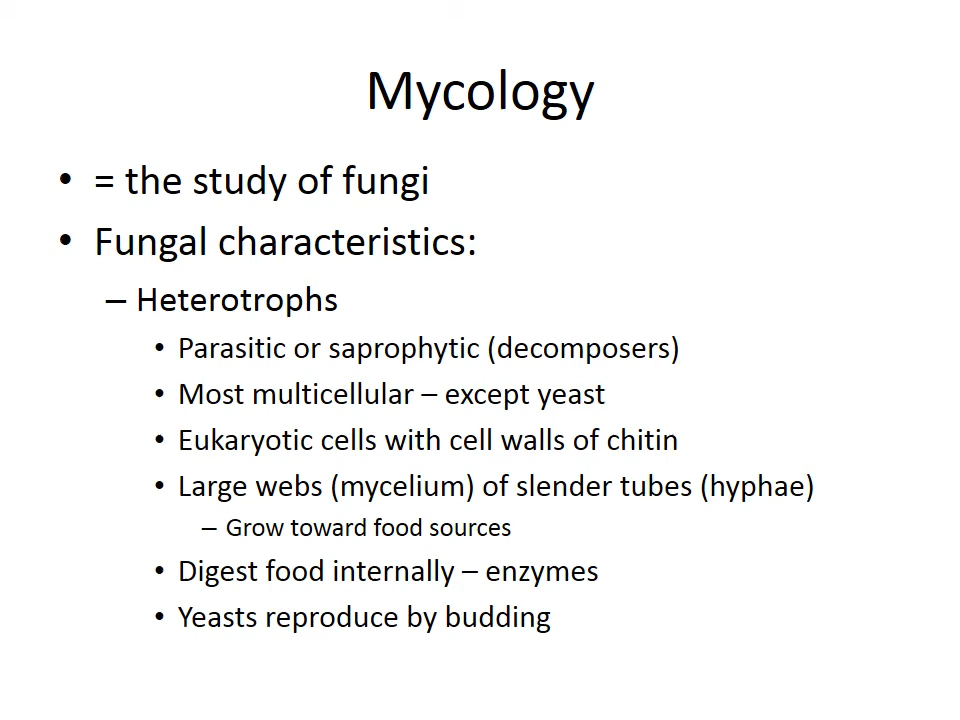 Mycology
• = the study of fungi
• Fungal characteristics:
– Heterotrophs
• Parasitic or saprophytic (decomposers)
• Most multicellular – except yeast
• Eukaryotic cells with cell walls of chitin
• Large webs (mycelium) of slender tubes (hyphae)
– Grow toward food sources
• Digest food internally – enzymes
• Yeasts reproduce by budding